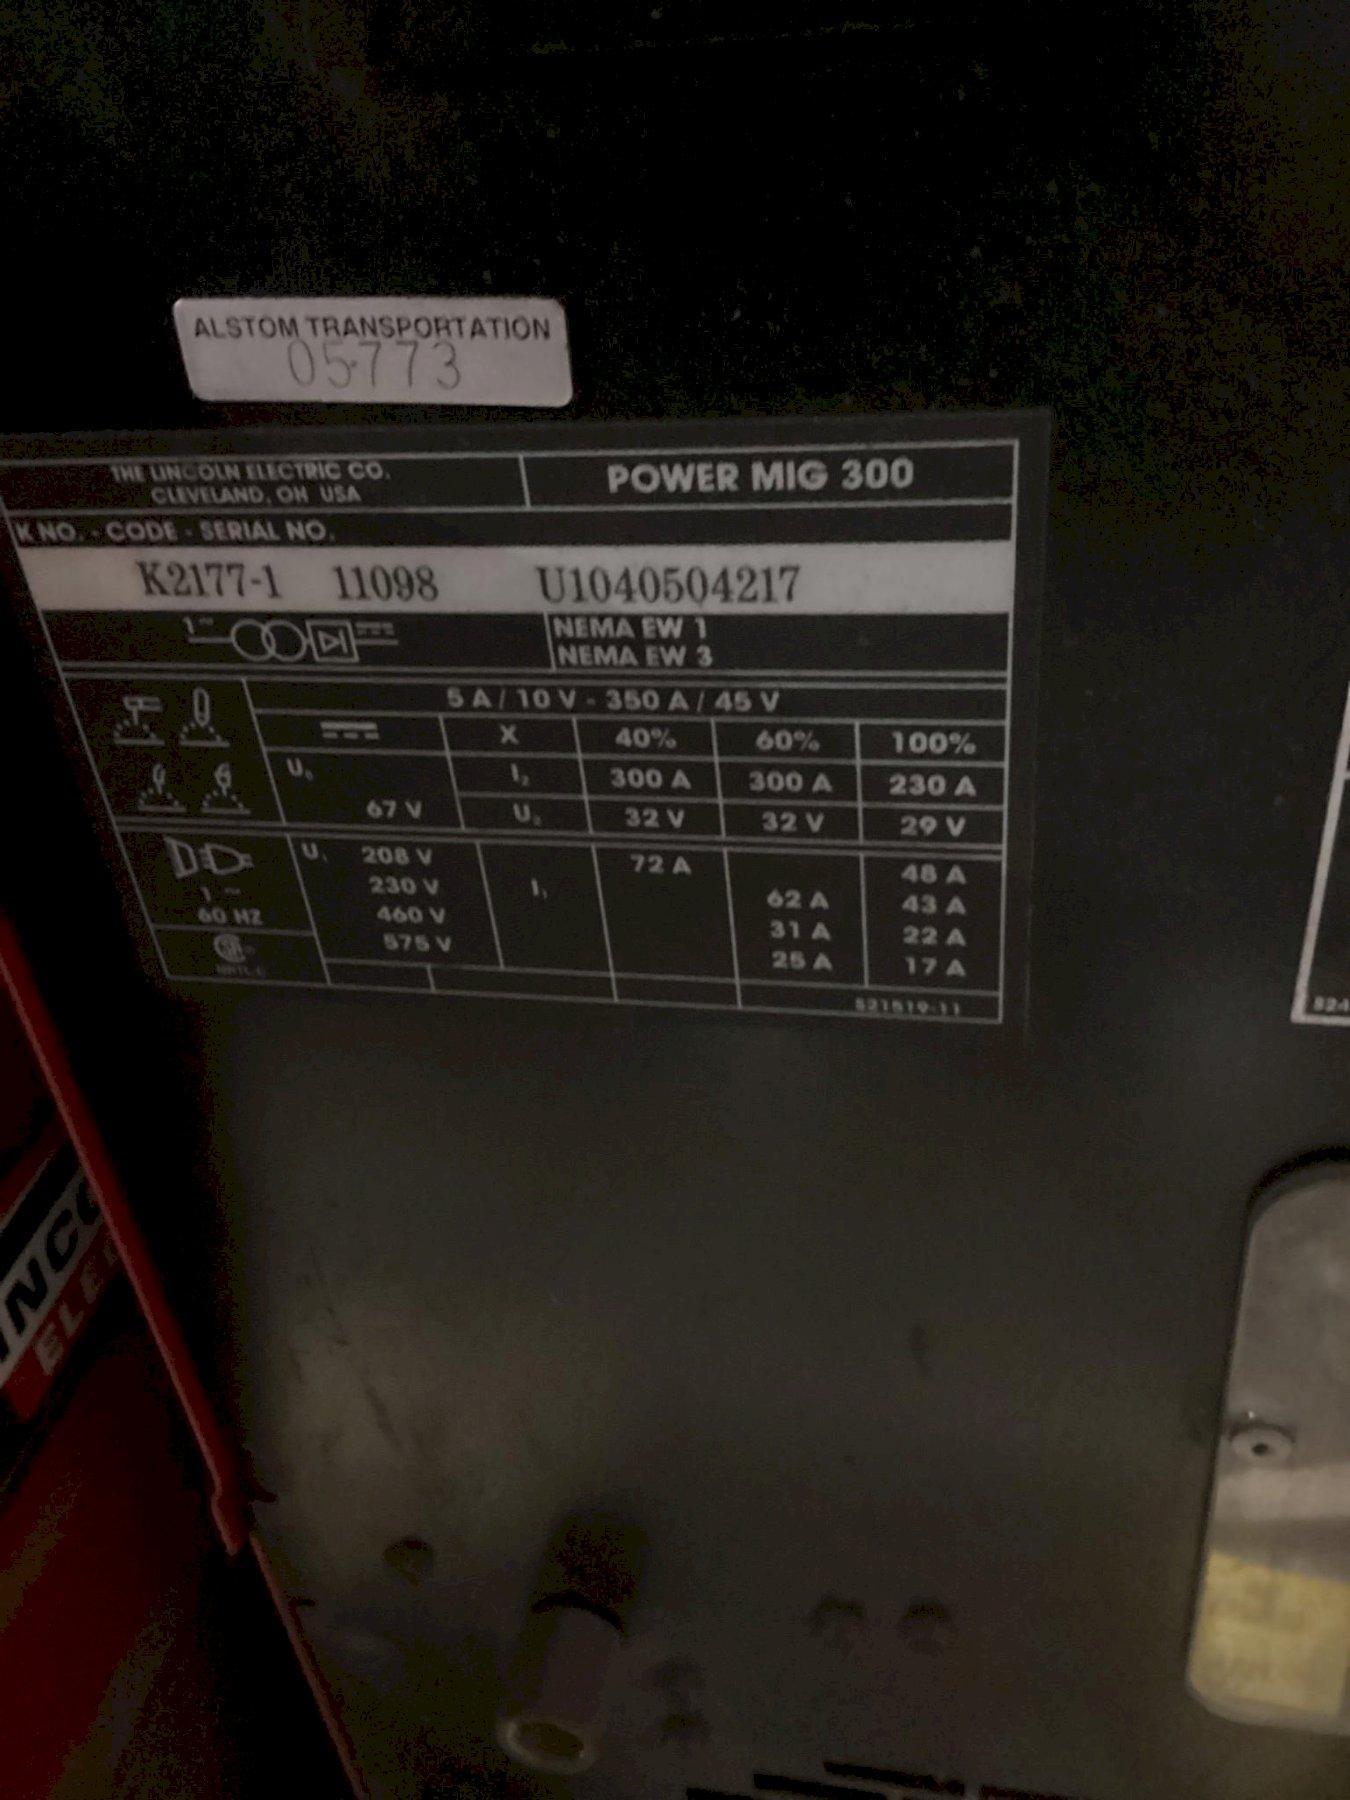 ALSTOM TRANSPORTATION
05773
THE LINCOLN ELECTRIC CO.
CLEVELAND, OH USA
POWER MIG 300
K NO. - CODE - SERIAL NO.
K2177-1 11098 U1040504217
1~
NEMA EW 1
NEMA EW 3
5 A / 10 V - 350 A / 45 V
X 40% 60% 100%
U₀ I₂ 300 A 300 A 230 A
67 V U₂ 32 V 32 V 29 V
U₁ 208 V I₁ 72 A 48 A
1~ 230 V 62 A 43 A
60 HZ 460 V 31 A 22 A
575 V 25 A 17 A
NRTL-C
S21519-11